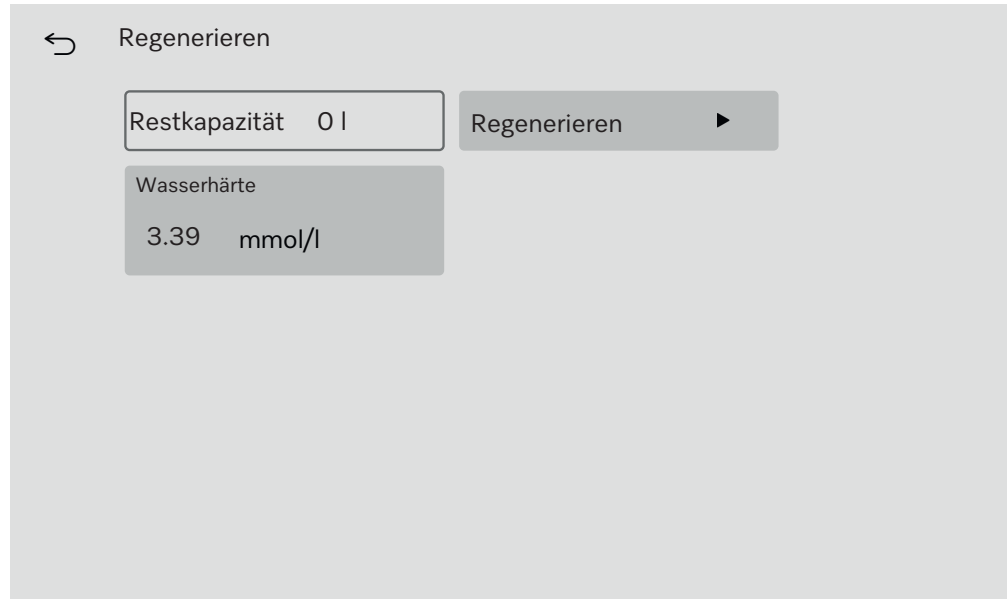 Regenerieren
Restkapazität 0 l
Regenerieren
Wasserhärte
3.39 mmol/l